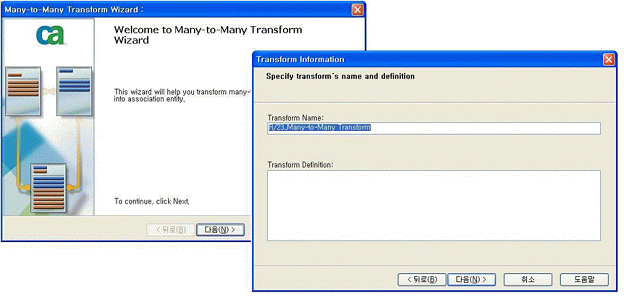 Many-to-Many Transform Wizard :
ca
Welcome to Many-to-Many Transform
Wizard
This wizard will help you transform many-
into association entity.
To continue, click Next.
< 뒤로(B)
다음(N) >
Transform Information
Specify transform's name and definition
Transform Name:
R/23_Many-to-Many Transform
Transform Definition:
< 뒤로(B)
다음(N) >
취소
도움말